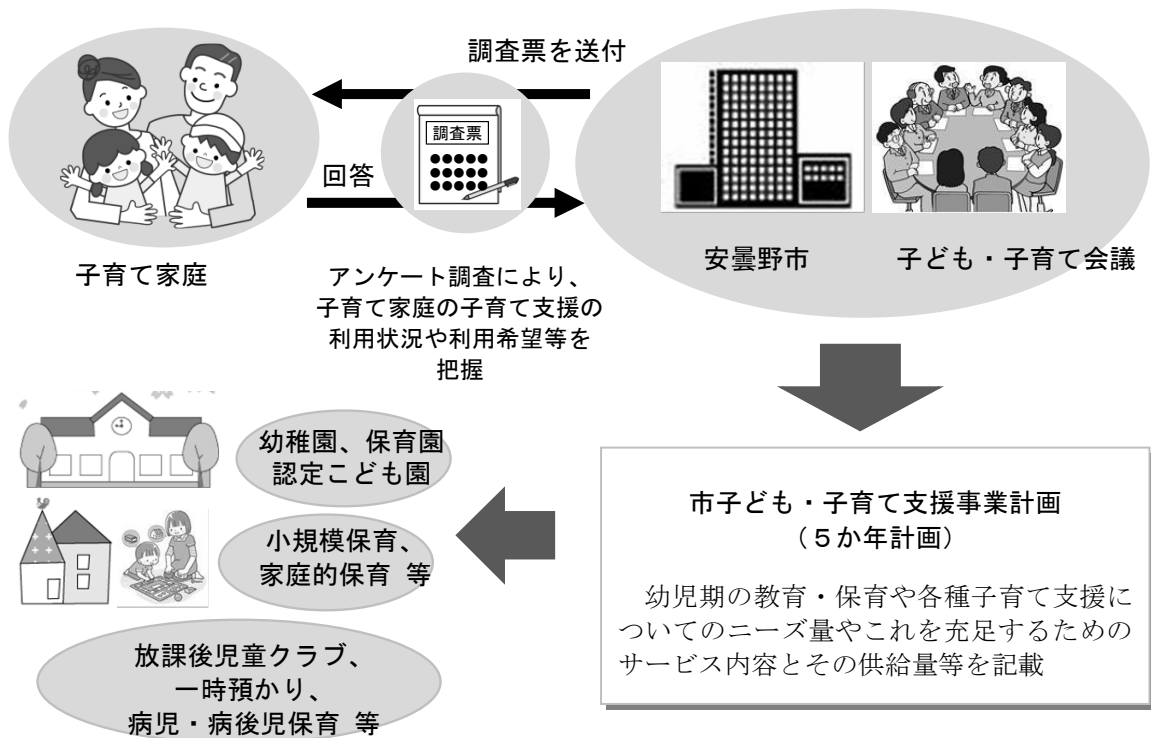 調査票を送付
調査票
回答
子育て家庭
アンケート調査により、
子育て家庭の子育て支援の
利用状況や利用希望等を
把握
安曇野市
子ども・子育て会議
市子ども・子育て支援事業計画
(5か年計画)
幼児期の教育・保育や各種子育て支援に
ついてのニーズ量やこれを充足するための
サービス内容とその供給量等を記載
幼稚園、保育園
認定こども園
小規模保育、
家庭的保育 等
放課後児童クラブ、
一時預かり、
病児・病後児保育 等